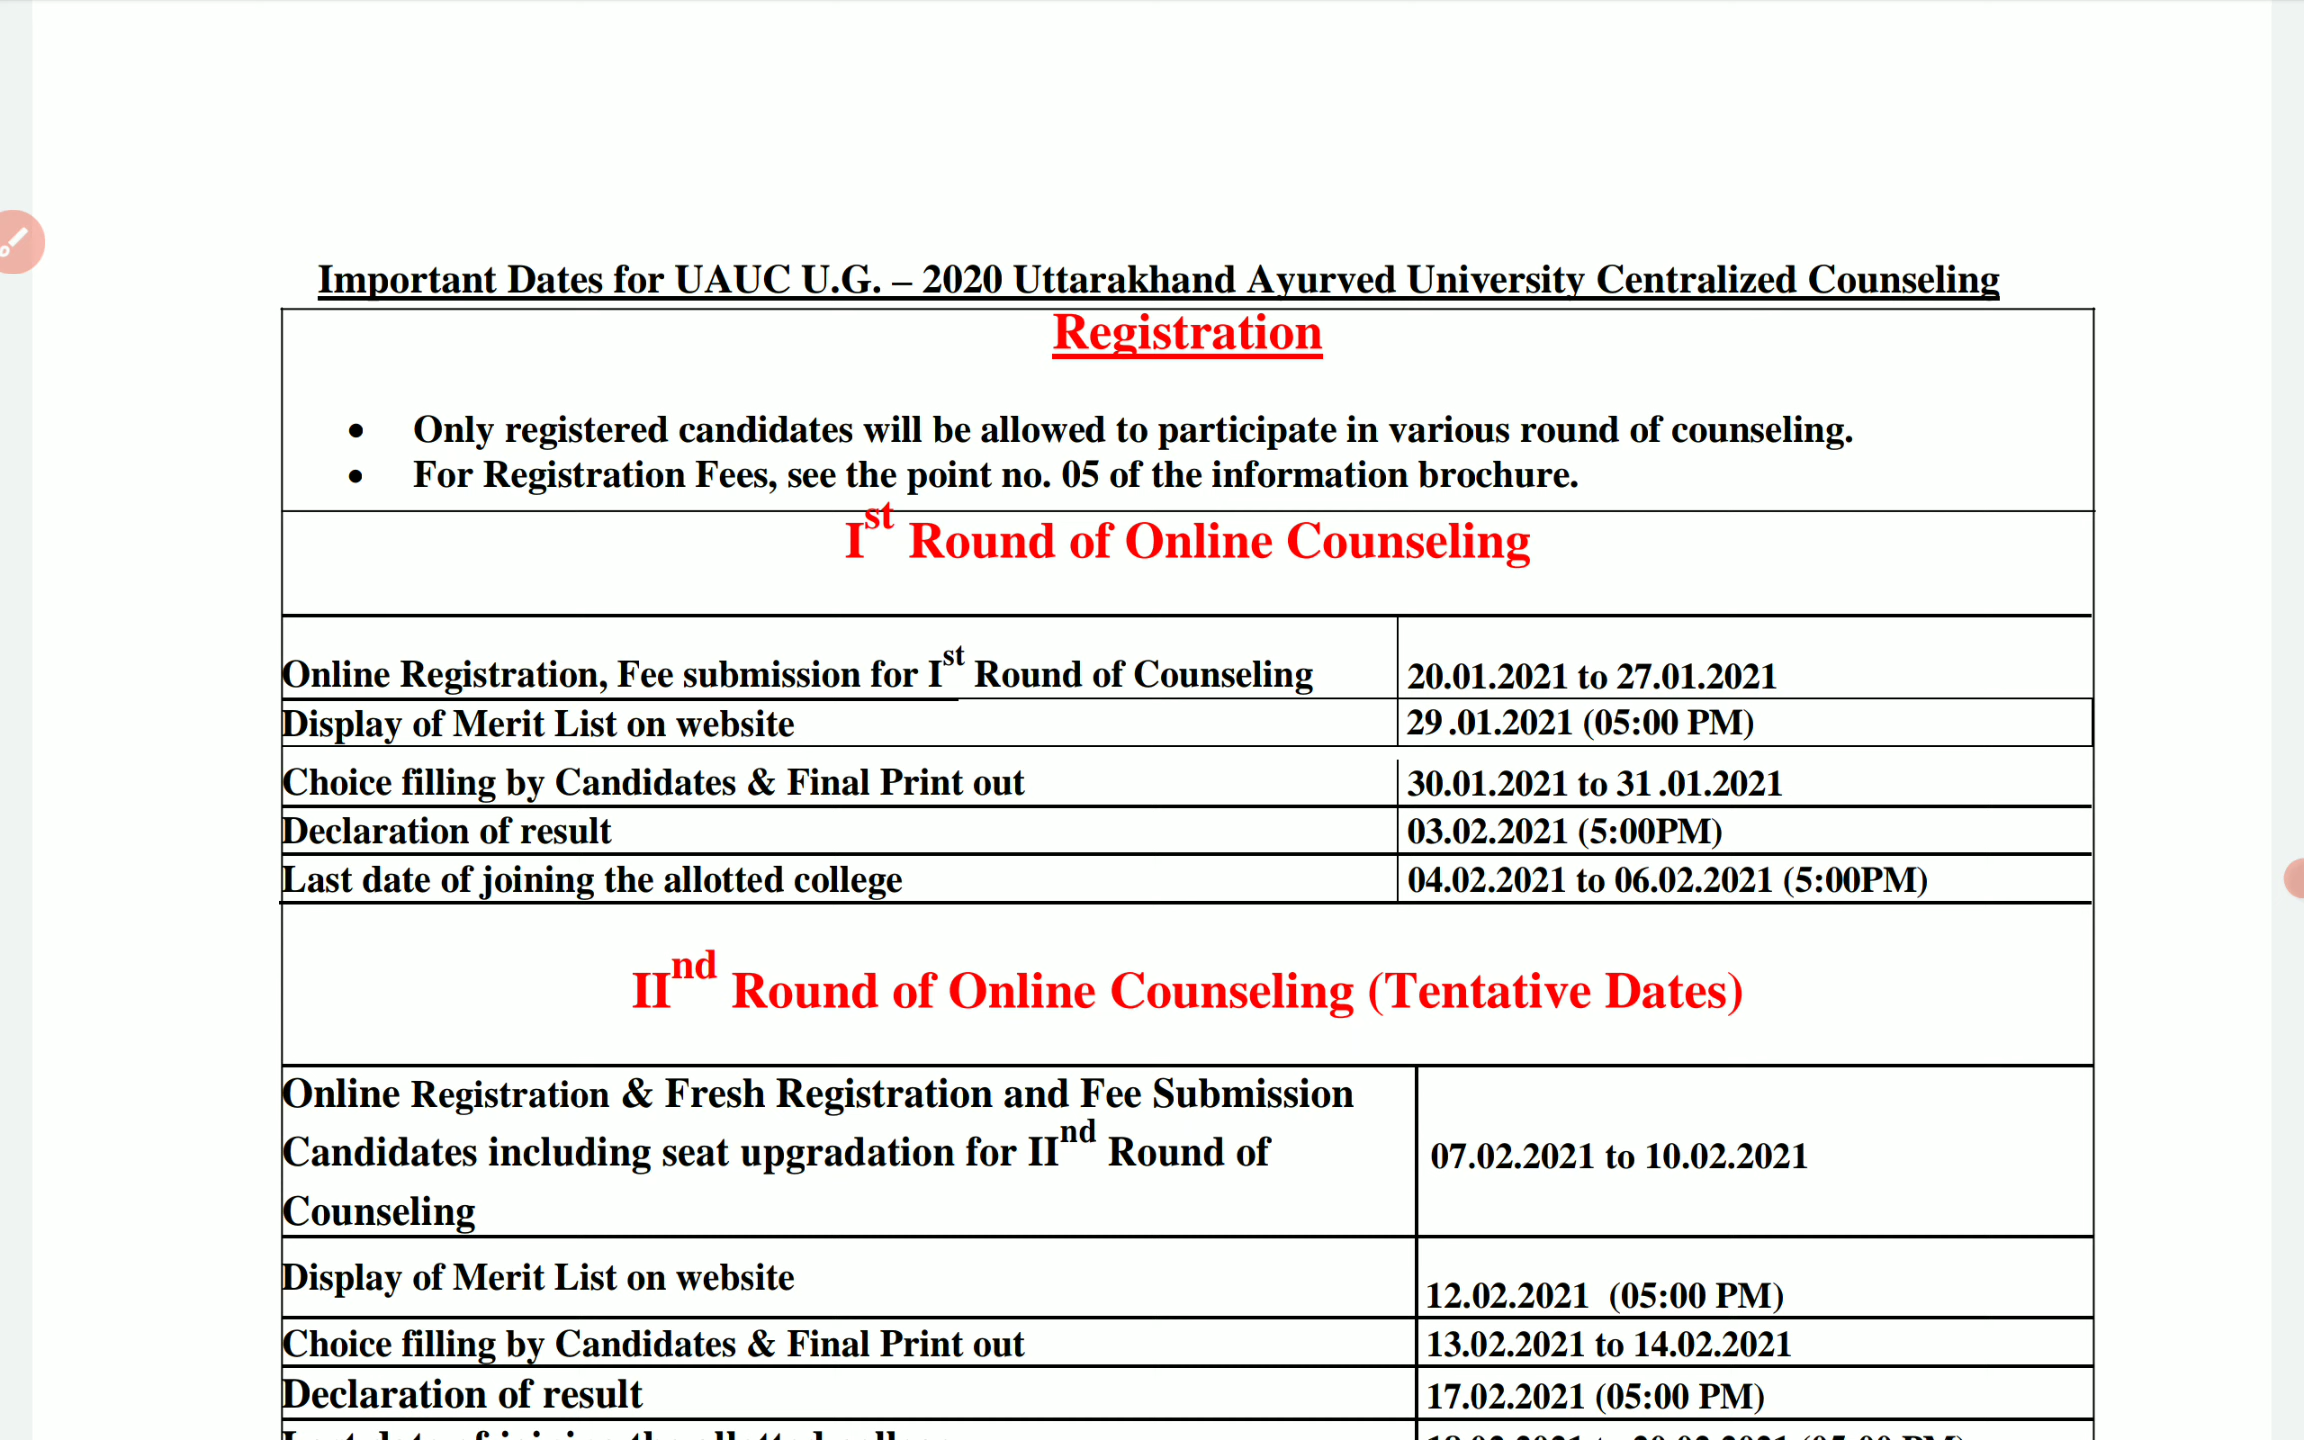 Important Dates for UAUC U.G. – 2020 Uttarakhand Ayurved University Centralized Counseling
Registration
• Only registered candidates will be allowed to participate in various round of counseling.
• For Registration Fees, see the point no. 05 of the information brochure.
Ist Round of Online Counseling
Online Registration, Fee submission for Ist Round of Counseling 20.01.2021 to 27.01.2021
Display of Merit List on website 29.01.2021 (05:00 PM)
Choice filling by Candidates & Final Print out 30.01.2021 to 31.01.2021
Declaration of result 03.02.2021 (5:00PM)
Last date of joining the allotted college 04.02.2021 to 06.02.2021 (5:00PM)
IInd Round of Online Counseling (Tentative Dates)
Online Registration & Fresh Registration and Fee Submission
Candidates including seat upgradation for IInd Round of
Counseling
07.02.2021 to 10.02.2021
Display of Merit List on website 12.02.2021 (05:00 PM)
Choice filling by Candidates & Final Print out 13.02.2021 to 14.02.2021
Declaration of result 17.02.2021 (05:00 PM)